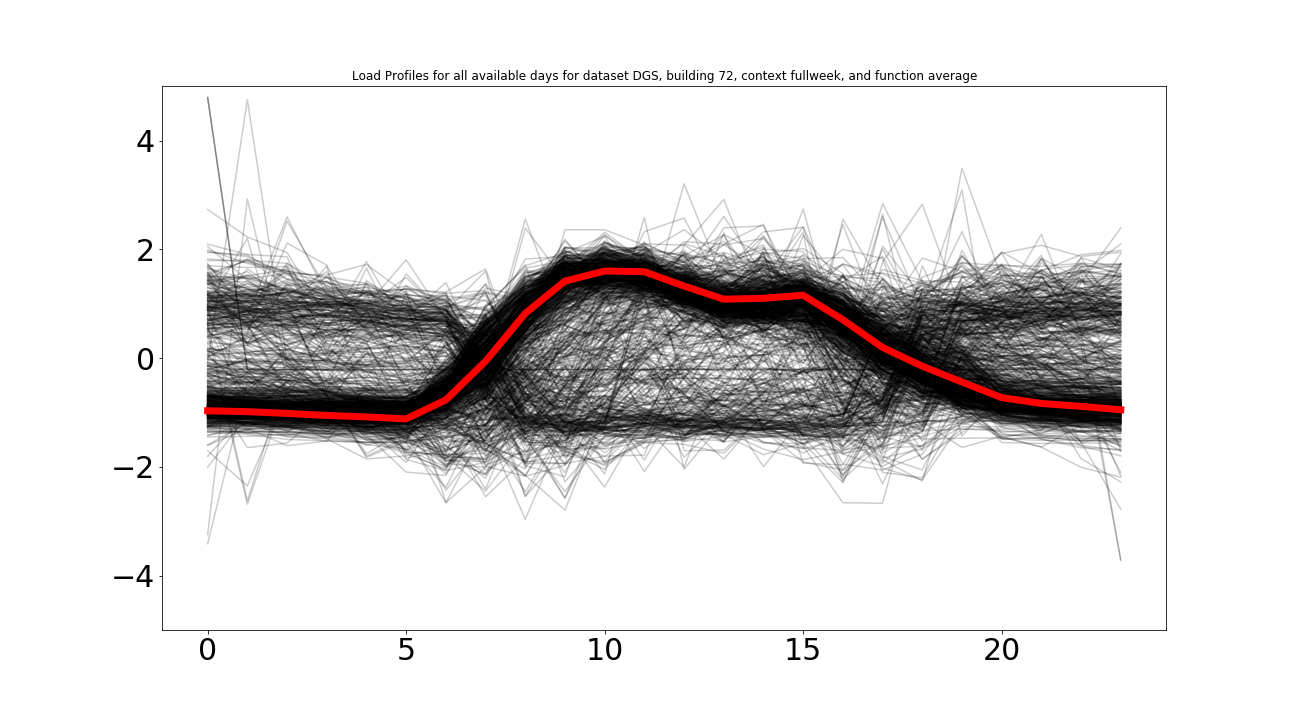 Load Profiles for all available days for dataset DGS, building 72, context fullweek, and function average
4
2
0
−2
−4
0 5 10 15 20